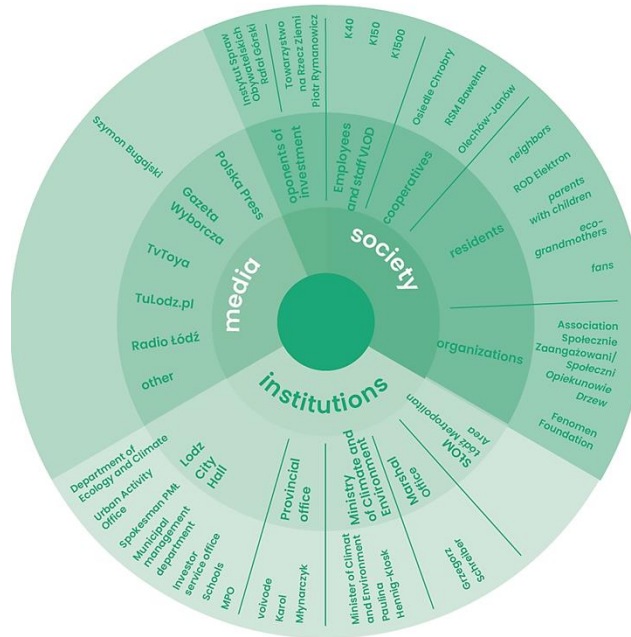 society
media
institutions
oponents of
investment
Employees
and staff VLOD
cooperatives
residents
organizations
Instytut Spraw
Obywatelskich
Rafał Górski
Towarzystwo
na Rzecz Ziemi
Piotr Rymanowicz
K40
K150
K1500
Osiedle Chrobry
RSM Bawełna
Olechów-Janów
neighbors
ROD Elektron
parents
with children
eco-
grandmothers
fans
Association
Społecznie
Zaangażowani/
Społeczni
Opiekunowie
Drzew
Fenomen
Foundation
SŁOM
Łódź Metropolitan
Area
Marshal
Office
Grzegorz
Schreiber
Ministry
of Climate and
Environment
Minister of Climat
and Environment
Paulina
Hennig-Kloska
Provincial
office
voivode
Karol
Młynarczyk
Lodz
City
Hall
Department of
Ecology and Climate
Urban Activity
Office
Spokesman PMŁ
Municipal
management
department
Investor
service office
Schools
MPO
Polska Press
Gazeta
Wyborcza
TvToya
TuLodz.pl
Radio Łódź
other
Szymon Bugajski